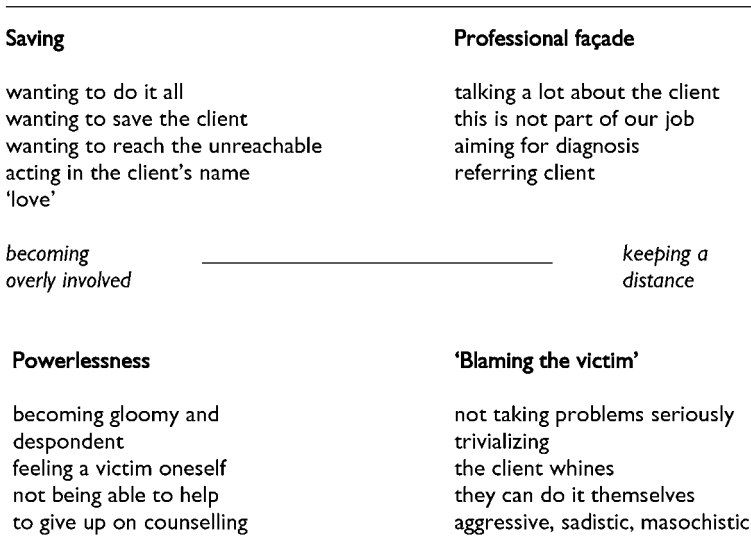 Saving
wanting to do it all
wanting to save the client
wanting to reach the unreachable
acting in the client's name
'love'
Professional façade
talking a lot about the client
this is not part of our job
aiming for diagnosis
referring client
becoming
overly involved
keeping a
distance
Powerlessness
becoming gloomy and
despondent
feeling a victim oneself
not being able to help
to give up on counselling
'Blaming the victim'
not taking problems seriously
trivializing
the client whines
they can do it themselves
aggressive, sadistic, masochistic